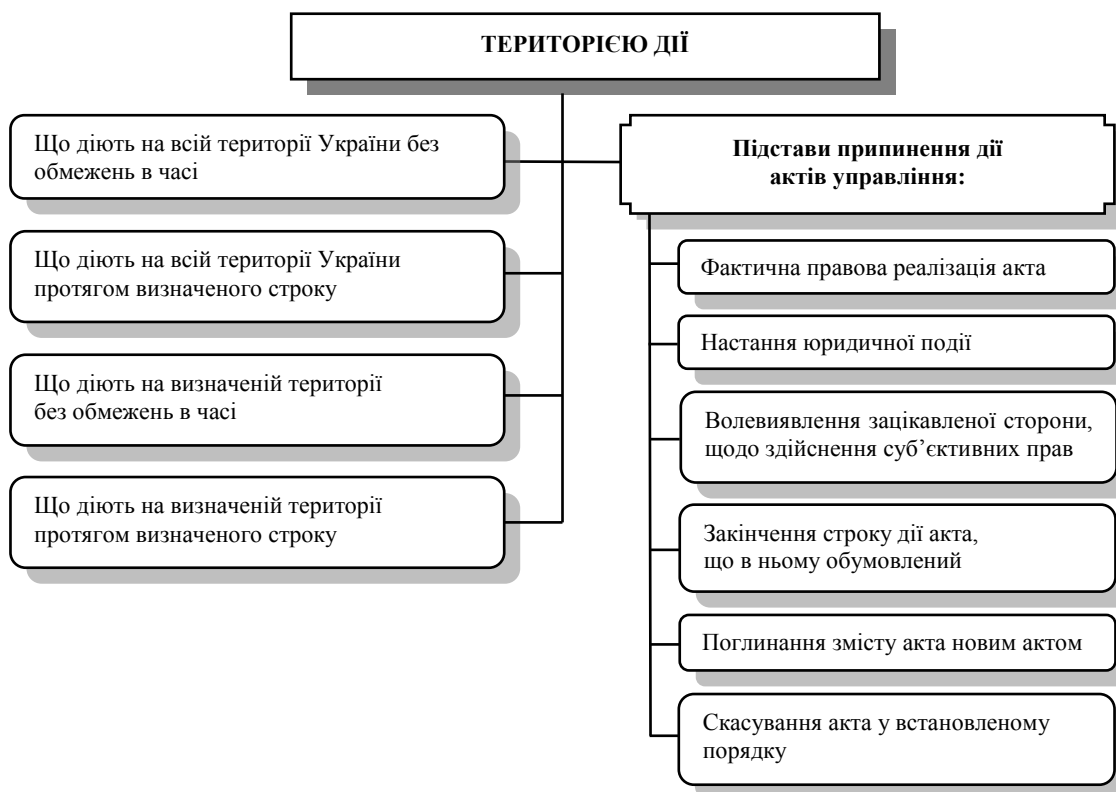 ТЕРИТОРІЄЮ ДІЇ
Що діють на всій території України без
обмежень в часі
Що діють на всій території України
протягом визначеного строку
Що діють на визначеній території
без обмежень в часі
Що діють на визначеній території
протягом визначеного строку
Підстави припинення дії
актів управління:
Фактична правова реалізація акта
Настання юридичної події
Волевиявлення зацікавленої сторони,
щодо здійснення суб’єктивних прав
Закінчення строку дії акта,
що в ньому обумовлений
Поглинання змісту акта новим актом
Скасування акта у встановленому
порядку